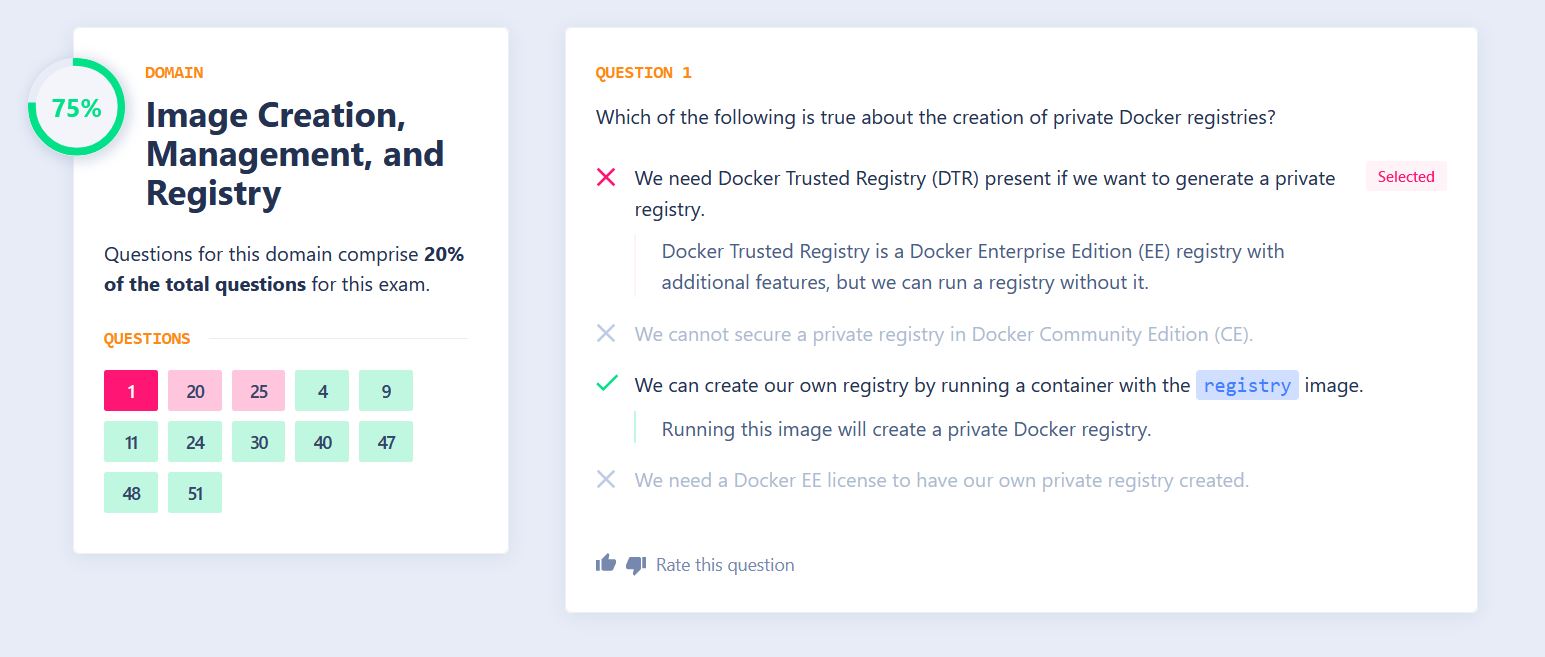 75%
DOMAIN
Image Creation,
Management, and
Registry
Questions for this domain comprise 20%
of the total questions for this exam.
QUESTIONS
1 20 25 4 9
11 24 30 40 47
48 51
QUESTION 1
Which of the following is true about the creation of private Docker registries?
We need Docker Trusted Registry (DTR) present if we want to generate a private
registry.
Selected
Docker Trusted Registry is a Docker Enterprise Edition (EE) registry with
additional features, but we can run a registry without it.
We cannot secure a private registry in Docker Community Edition (CE).
We can create our own registry by running a container with the registry image.
Running this image will create a private Docker registry.
We need a Docker EE license to have our own private registry created.
Rate this question